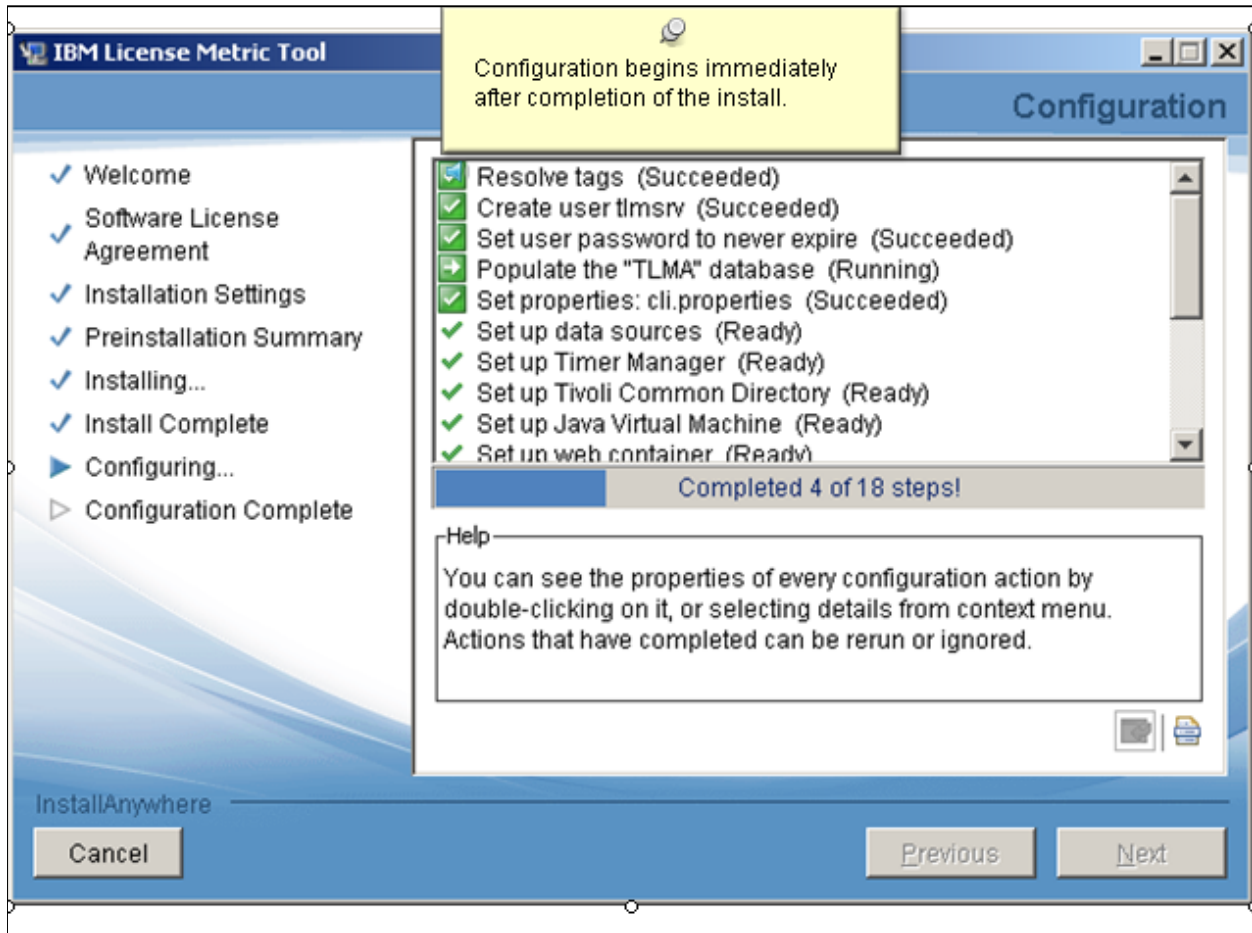 IBM License Metric Tool
Configuration begins immediately
after completion of the install.
Configuration
Welcome
Software License
Agreement
Installation Settings
Preinstallation Summary
Installing...
Install Complete
Configuring...
Configuration Complete
Resolve tags (Succeeded)
Create user tlmsrv (Succeeded)
Set user password to never expire (Succeeded)
Populate the "TLMA" database (Running)
Set properties: cli.properties (Succeeded)
Set up data sources (Ready)
Set up Timer Manager (Ready)
Set up Tivoli Common Directory (Ready)
Set up Java Virtual Machine (Ready)
Set up web container (Ready)
Completed 4 of 18 steps!
Help
You can see the properties of every configuration action by
double-clicking on it, or selecting details from context menu.
Actions that have completed can be rerun or ignored.
InstallAnywhere
Cancel
Previous
Next